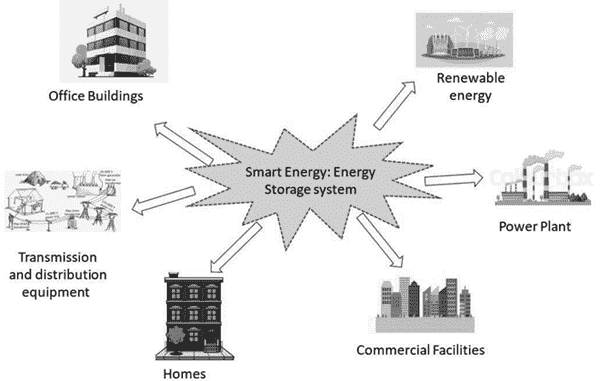 Office Buildings
Renewable
energy
Smart Energy: Energy
Storage system
Power Plant
Transmission
and distribution
equipment
Commercial Facilities
Homes